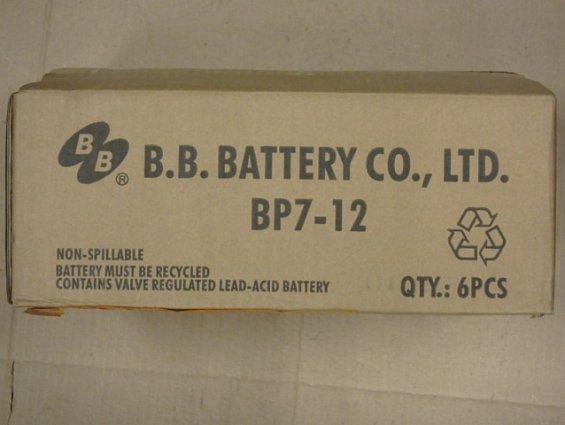 BB®
B.B. BATTERY CO., LTD.
BP7-12
NON-SPILLABLE
BATTERY MUST BE RECYCLED
CONTAINS VALVE REGULATED LEAD-ACID BATTERY
QTY.: 6PCS